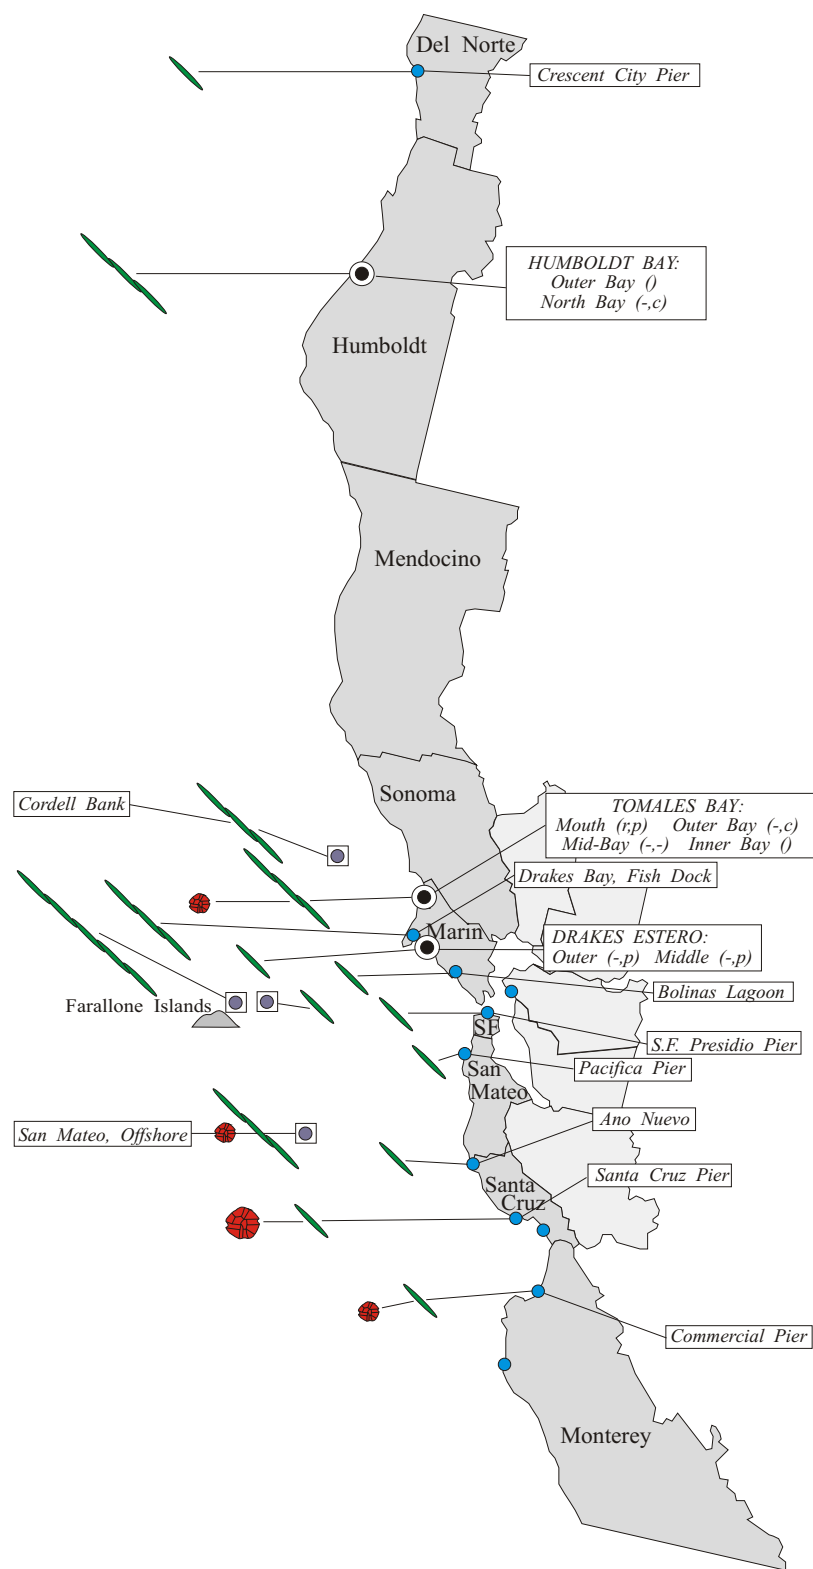 Del Norte
Crescent City Pier
HUMBOLDT BAY:
Outer Bay ()
North Bay (-,c)
Humboldt
Mendocino
Sonoma
Cordell Bank
TOMALES BAY:
Mouth (r,p) Outer Bay (-,c)
Mid-Bay (-,-) Inner Bay ()
Drakes Bay, Fish Dock
Marin
DRAKES ESTERO:
Outer (-,p) Middle (-,p)
Bolinas Lagoon
Farallone Islands
SF
S.F. Presidio Pier
Pacifica Pier
San
Mateo
Ano Nuevo
San Mateo, Offshore
Santa Cruz Pier
Santa
Cruz
Commercial Pier
Monterey